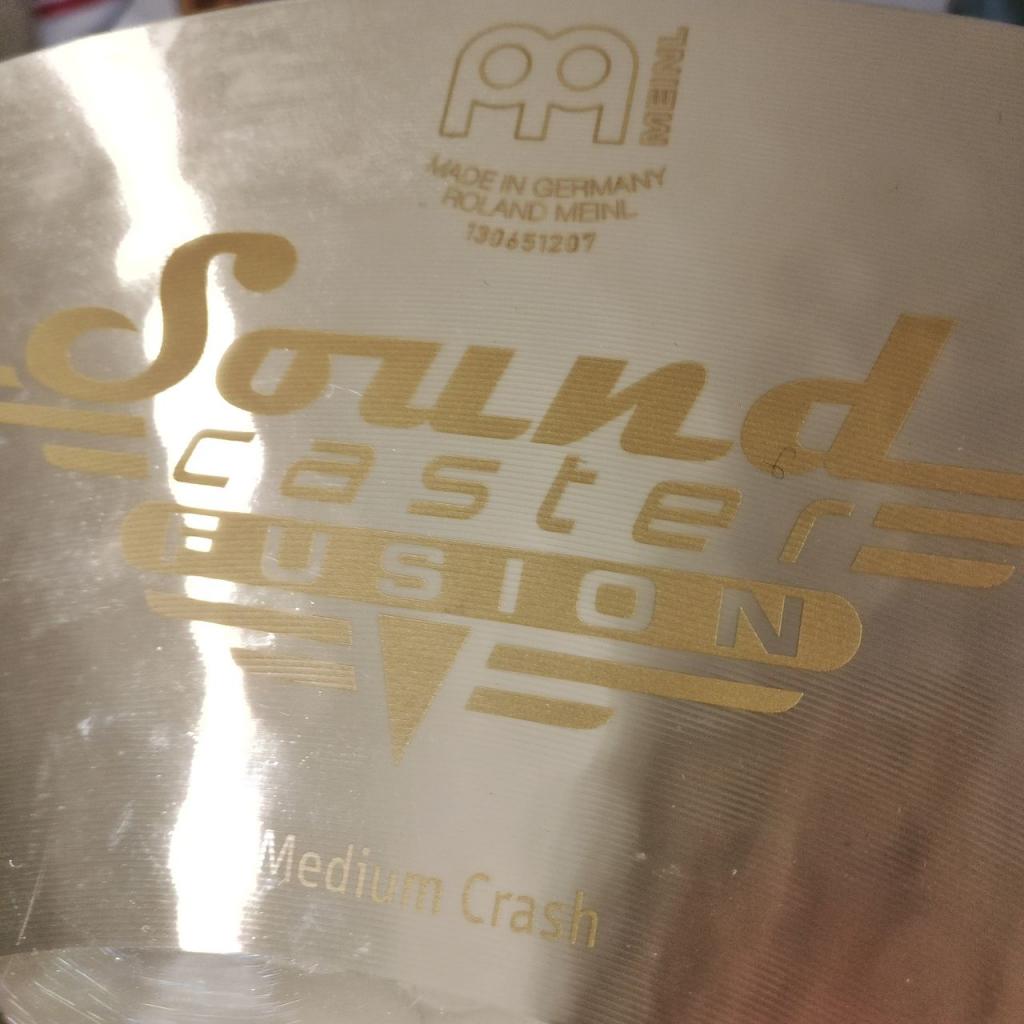 MEINL
MADE IN GERMANY
ROLAND MEINL
130651207
Sound
caster
FUSION
Medium Crash